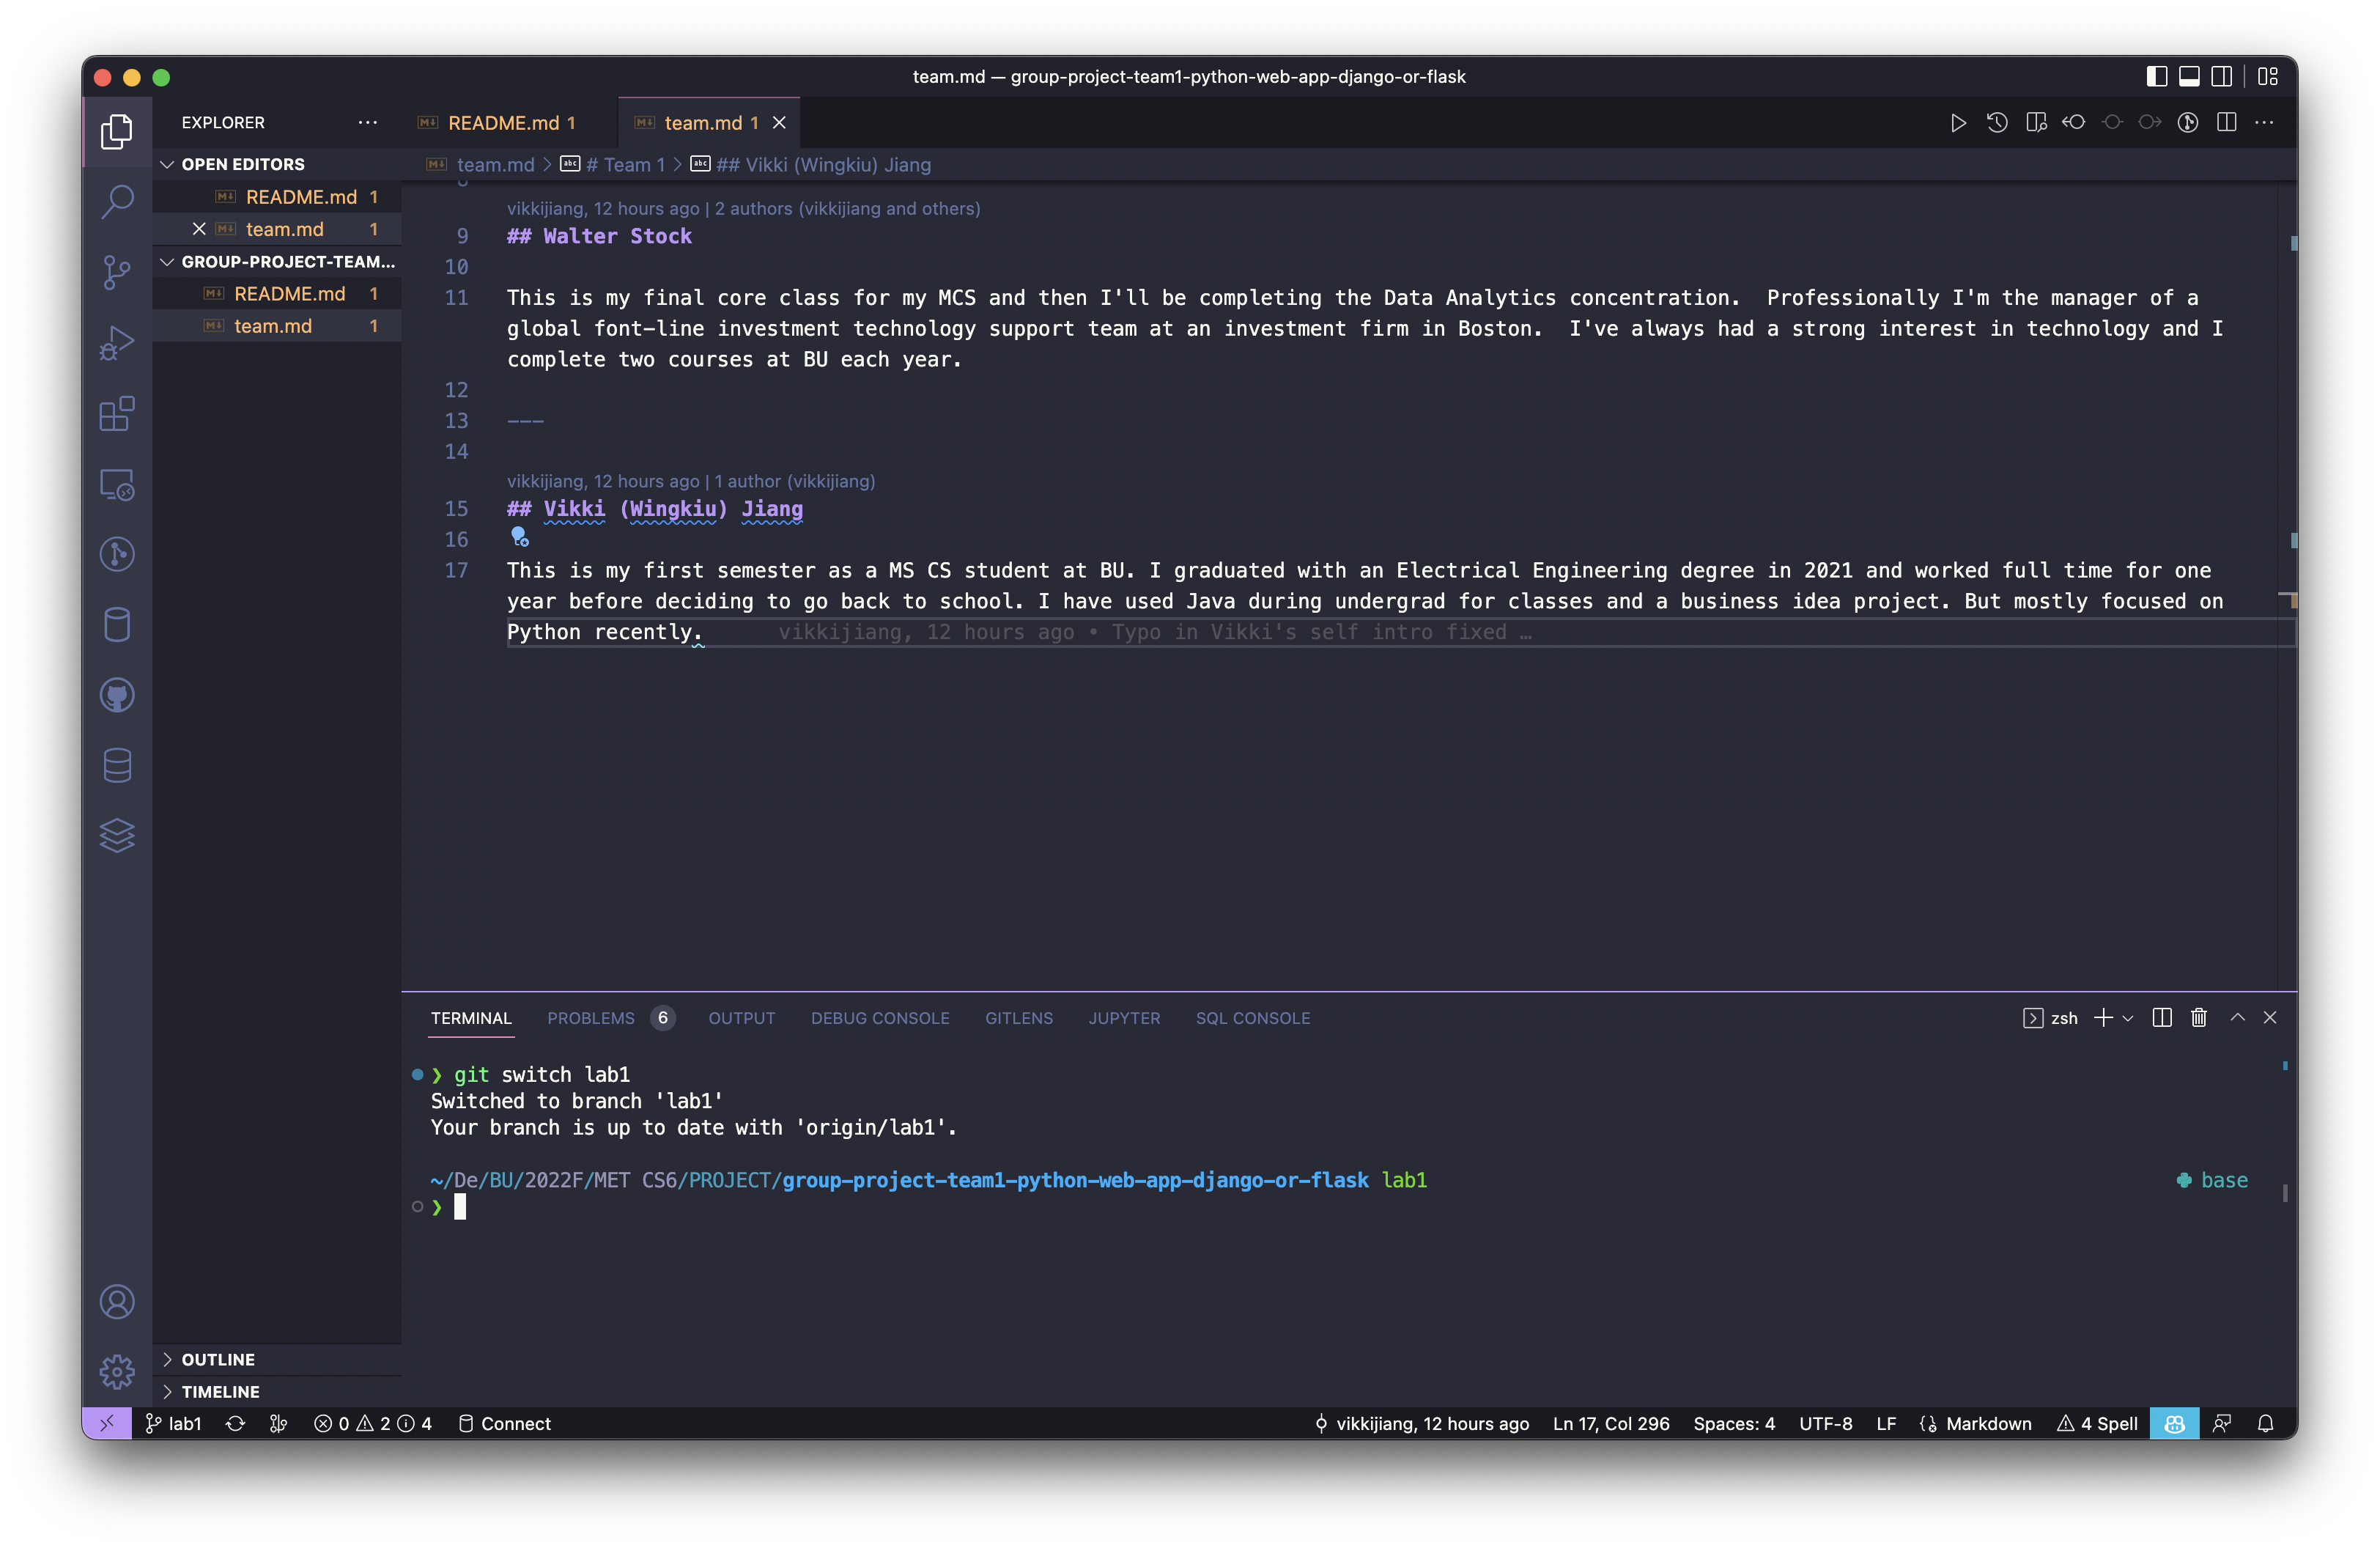 team.md — group-project-team1-python-web-app-django-or-flask
EXPLORER
README.md 1
team.md 1
OPEN EDITORS
README.md 1
team.md 1
GROUP-PROJECT-TEAM...
README.md 1
team.md 1
team.md > # Team 1 > ## Vikki (Wingkiu) Jiang
vikkijiang, 12 hours ago | 2 authors (vikkijiang and others)
9 ## Walter Stock
10
11 This is my final core class for my MCS and then I'll be completing the Data Analytics concentration.  Professionally I'm the manager of a
global font-line investment technology support team at an investment firm in Boston.  I've always had a strong interest in technology and I
complete two courses at BU each year.
12
13 ---
14
vikkijiang, 12 hours ago | 1 author (vikkijiang)
15 ## Vikki (Wingkiu) Jiang
16
17 This is my first semester as a MS CS student at BU. I graduated with an Electrical Engineering degree in 2021 and worked full time for one
year before deciding to go back to school. I have used Java during undergrad for classes and a business idea project. But mostly focused on
Python recently. vikkijiang, 12 hours ago • Typo in Vikki's self intro fixed …
TERMINAL PROBLEMS 6 OUTPUT DEBUG CONSOLE GITLENS JUPYTER SQL CONSOLE
zsh
❯ git switch lab1
Switched to branch 'lab1'
Your branch is up to date with 'origin/lab1'.
~/De/BU/2022F/MET CS6/PROJECT/group-project-team1-python-web-app-django-or-flask lab1
base
❯
OUTLINE
TIMELINE
lab1 0 2 4 Connect
vikkijiang, 12 hours ago Ln 17, Col 296 Spaces: 4 UTF-8 LF Markdown 4 Spell